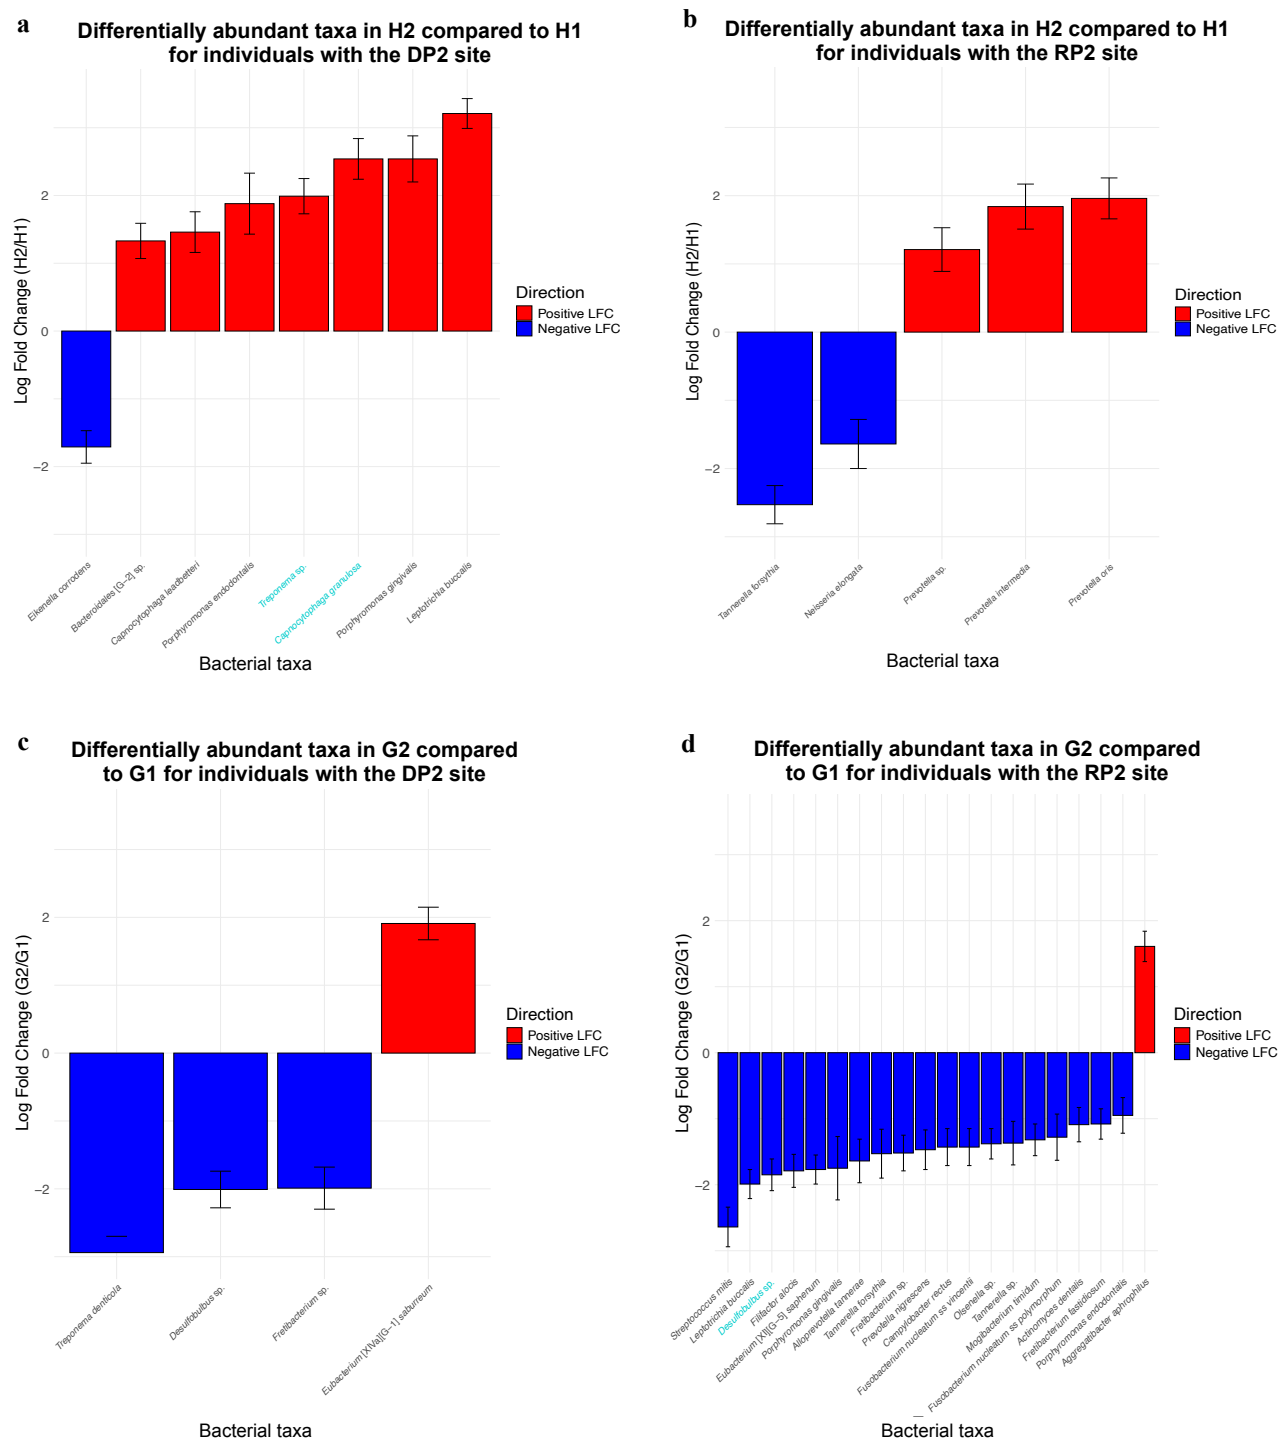 a
Differentially abundant taxa in H2 compared to H1
for individuals with the DP2 site
Log Fold Change (H2/H1)
2
0
−2
Direction
Positive LFC
Negative LFC
Eikenella corrodens
Bacteroidales [G−2] sp.
Capnocytophaga leadbetteri
Porphyromonas endodontalis
Treponema sp.
Capnocytophaga granulosa
Porphyromonas gingivalis
Leptotrichia buccalis
Bacterial taxa
b
Differentially abundant taxa in H2 compared to H1
for individuals with the RP2 site
Log Fold Change (H2/H1)
2
0
−2
Direction
Positive LFC
Negative LFC
Tannerella forsythia
Neisseria elongata
Prevotella sp.
Prevotella intermedia
Prevotella oris
Bacterial taxa
c
Differentially abundant taxa in G2 compared
to G1 for individuals with the DP2 site
Log Fold Change (G2/G1)
2
0
−2
Direction
Positive LFC
Negative LFC
Treponema denticola
Desulfobulbus sp.
Fretibacterium sp.
Eubacterium [XIVa][G−1] saburreum
Bacterial taxa
d
Differentially abundant taxa in G2 compared
to G1 for individuals with the RP2 site
Log Fold Change (G2/G1)
2
0
−2
Direction
Positive LFC
Negative LFC
Streptococcus mitis
Leptotrichia buccalis
Desulfobulbus sp.
Filifactor alocis
Eubacterium [XI][G−5] saphenum
Porphyromonas gingivalis
Alloprevotella tannerae
Tannerella forsythia
Fretibacterium sp.
Prevotella nigrescens
Campylobacter rectus
Fusobacterium nucleatum ss vincentii
Olsenella sp.
Tannerella sp.
Mogibacterium timidum
Fusobacterium nucleatum ss polymorphum
Actinomyces dentalis
Fretibacterium fastidiosum
Porphyromonas endodontalis
Aggregatibacter aphrophilus
Bacterial taxa